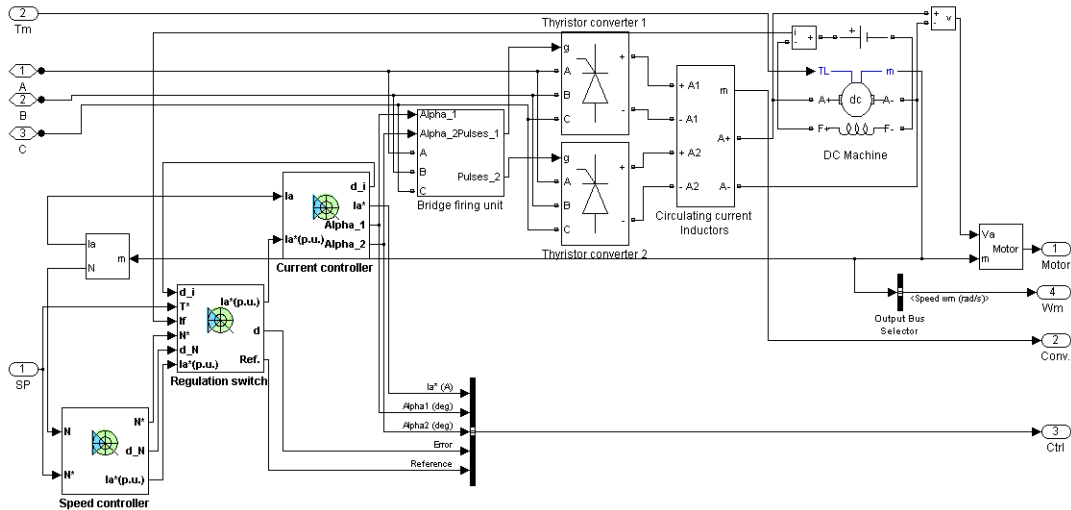 2
Tm
1
A
2
B
3
C
Thyristor converter 1
g
A
B
C
+
-
Thyristor converter 2
g
A
B
C
+
-
+ A1
- A1
+ A2
- A2
m
A+
A-
Circulating current
Inductors
i
+
-
+
+
-
v
TL
m
A+
dc
A-
F+
F-
DC Machine
Alpha_1
Alpha_2
Pulses_1
A
B
Pulses_2
C
Bridge firing unit
Ia
Ia*(p.u.)
d_i
Ia*
Alpha_1
Alpha_2
Current controller
Ia
N
m
d_i
T*
If
N*
d_N
Ia*(p.u.)
Ia*(p.u.)
d
Ref.
Regulation switch
1
SP
N
N*
N*
d_N
Ia*(p.u.)
Speed controller
Ia* (A)
Alpha1 (deg)
Alpha2 (deg)
Error
Reference
Va
m
Motor
1
Motor
<Speed wm (rad/s)>
Output Bus
Selector
4
Wm
2
Conv.
3
Ctrl